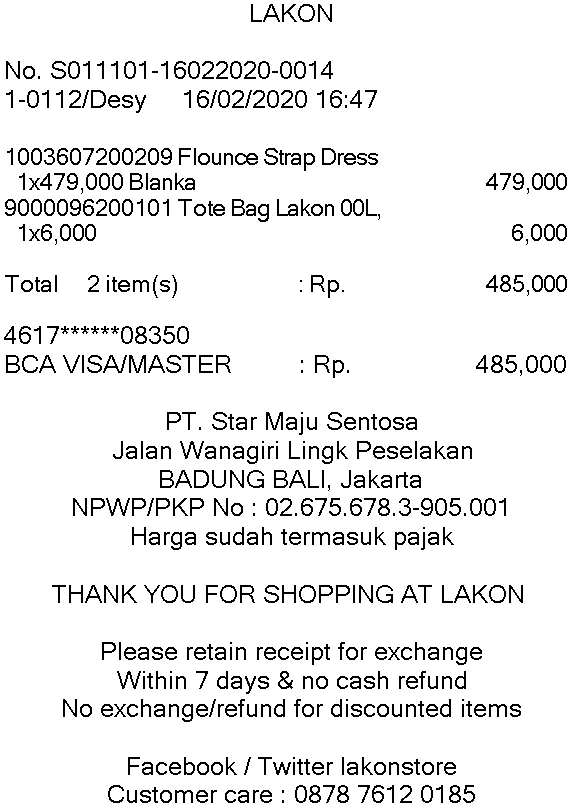 LAKON
No. S011101-16022020-0014
1-0112/Desy 16/02/2020 16:47
1003607200209 Flounce Strap Dress
1x479,000 Blanka 479,000
9000096200101 Tote Bag Lakon 00L,
1x6,000 6,000
Total 2 item(s) : Rp. 485,000
4617******08350
BCA VISA/MASTER : Rp. 485,000
PT. Star Maju Sentosa
Jalan Wanagiri Lingk Peselakan
BADUNG BALI, Jakarta
NPWP/PKP No : 02.675.678.3-905.001
Harga sudah termasuk pajak
THANK YOU FOR SHOPPING AT LAKON
Please retain receipt for exchange
Within 7 days & no cash refund
No exchange/refund for discounted items
Facebook / Twitter lakonstore
Customer care : 0878 7612 0185